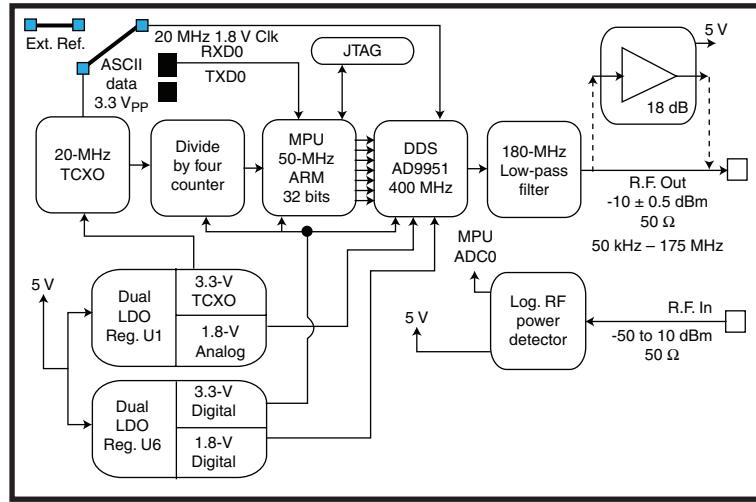 Ext. Ref.
20 MHz 1.8 V Clk
ASCII
data
3.3 VPP
RXD0
TXD0
JTAG
5 V
18 dB
20-MHz
TCXO
Divide
by four
counter
MPU
50-MHz
ARM
32 bits
DDS
AD9951
400 MHz
180-MHz
Low-pass
filter
R.F. Out
-10 ± 0.5 dBm
50 Ω
50 kHz – 175 MHz
5 V
Dual
LDO
Reg. U1
3.3-V
TCXO
1.8-V
Analog
MPU
ADC0
5 V
Log. RF
power
detector
R.F. In
-50 to 10 dBm
50 Ω
Dual
LDO
Reg. U6
3.3-V
Digital
1.8-V
Digital